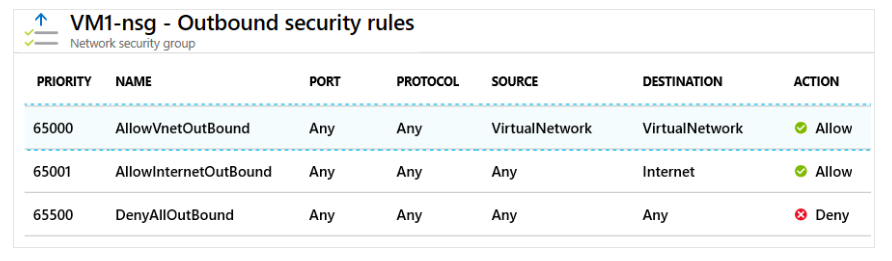 VM1-nsg - Outbound security rules
Network security group
PRIORITY NAME PORT PROTOCOL SOURCE DESTINATION ACTION
65000 AllowVnetOutBound Any Any VirtualNetwork VirtualNetwork Allow
65001 AllowInternetOutBound Any Any Any Internet Allow
65500 DenyAllOutBound Any Any Any Any Deny